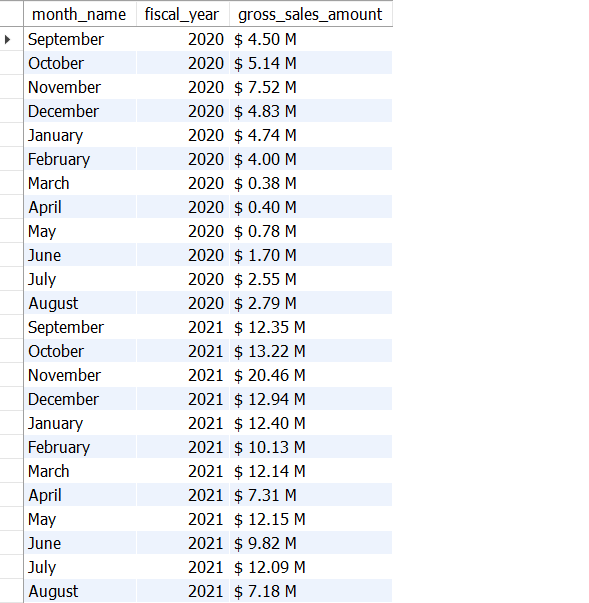 month_name fiscal_year gross_sales_amount
September 2020 $ 4.50 M
October 2020 $ 5.14 M
November 2020 $ 7.52 M
December 2020 $ 4.83 M
January 2020 $ 4.74 M
February 2020 $ 4.00 M
March 2020 $ 0.38 M
April 2020 $ 0.40 M
May 2020 $ 0.78 M
June 2020 $ 1.70 M
July 2020 $ 2.55 M
August 2020 $ 2.79 M
September 2021 $ 12.35 M
October 2021 $ 13.22 M
November 2021 $ 20.46 M
December 2021 $ 12.94 M
January 2021 $ 12.40 M
February 2021 $ 10.13 M
March 2021 $ 12.14 M
April 2021 $ 7.31 M
May 2021 $ 12.15 M
June 2021 $ 9.82 M
July 2021 $ 12.09 M
August 2021 $ 7.18 M